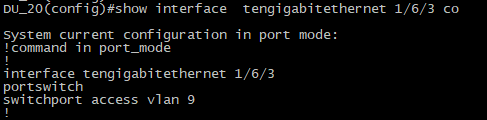 DU_20(config)#show interface  tengigabitethernet 1/6/3 co
System current configuration in port mode:
!command in port_mode
!
interface tengigabitethernet 1/6/3
portswitch
switchport access vlan 9
!